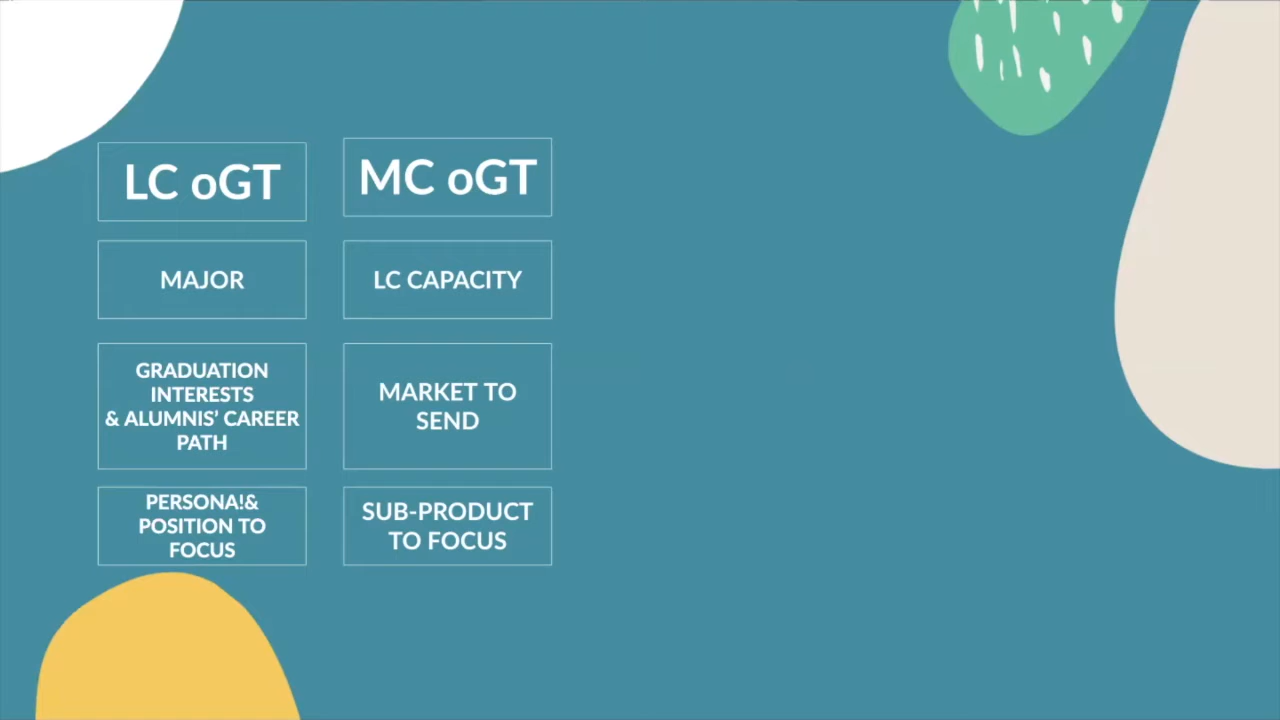 LC oGT
MAJOR
GRADUATION
INTERESTS
& ALUMNIS’ CAREER
PATH
PERSONA!&
POSITION TO
FOCUS
MC oGT
LC CAPACITY
MARKET TO
SEND
SUB-PRODUCT
TO FOCUS